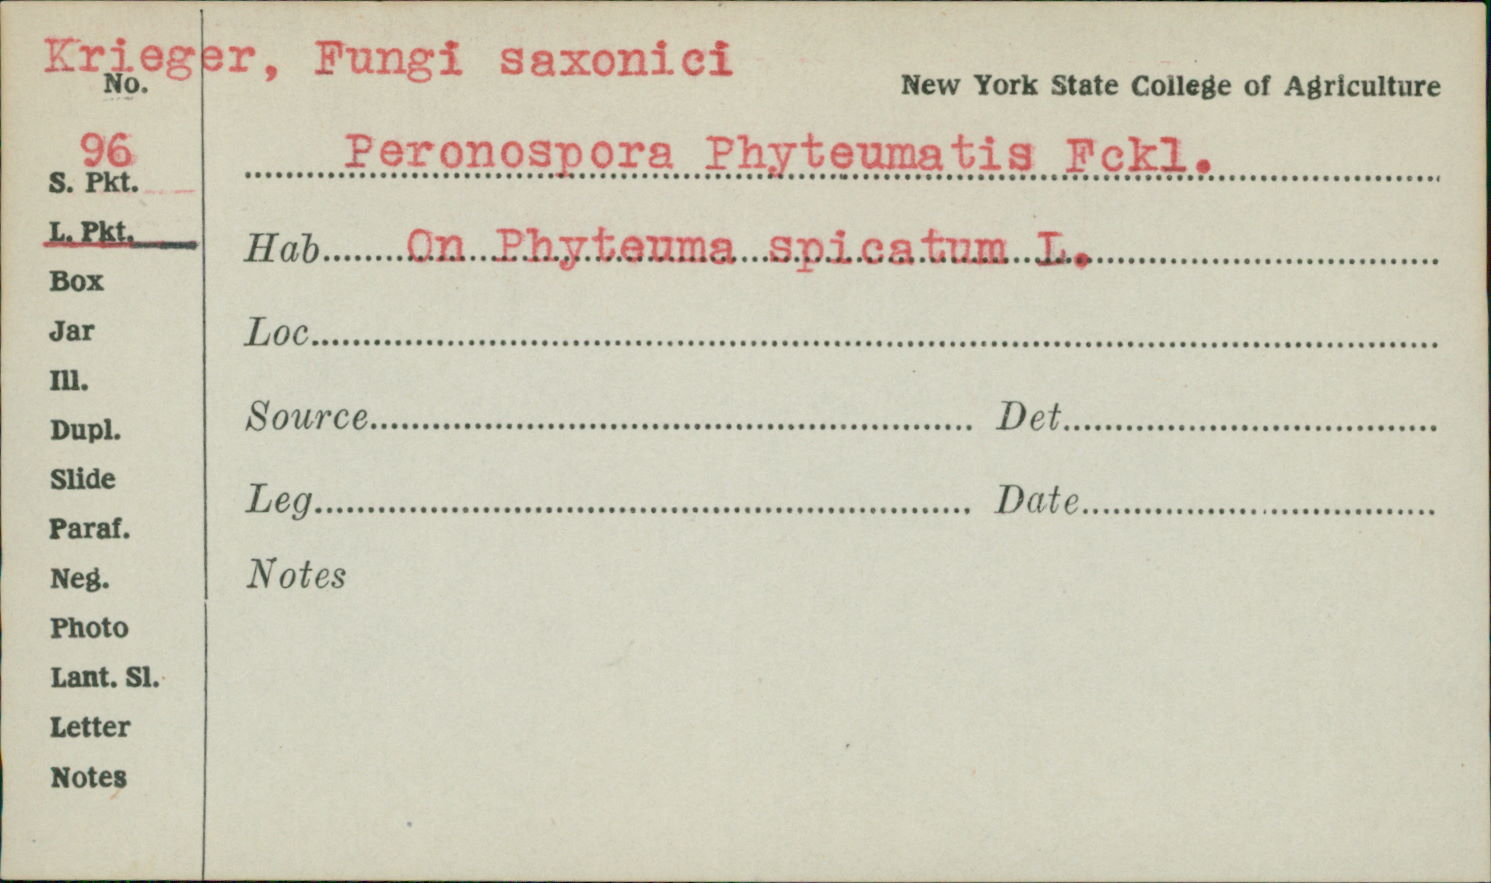 Krieger, Fungi saxonici
No.
New York State College of Agriculture
96
Peronospora Phyteumatis Fckl.
S. Pkt.
L. Pkt.
Hab. On Phyteuma spicatum L.
Box
Jar
Loc.
Ill.
Dupl.
Source Det.
Slide
Leg. Date
Paraf.
Neg.
Notes
Photo
Lant. Sl.
Letter
Notes